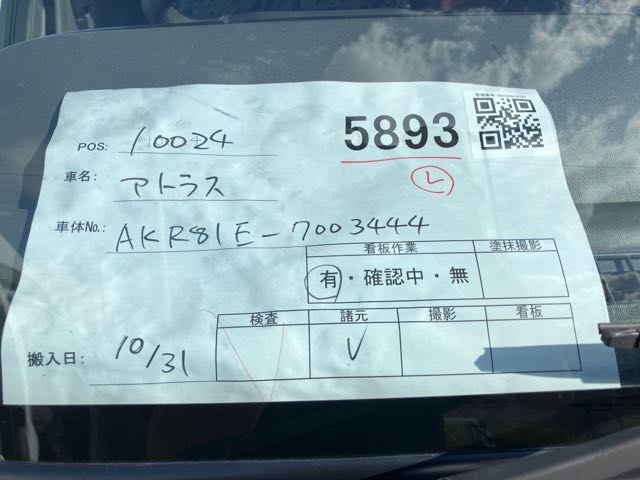 POS: 10024
5893
レ
車名: アトラス
車体No.: AKR81E-7003444
看板作業 塗抹撮影
有・確認中・無
検査 諸元 撮影 看板
搬入日: 10/31 V